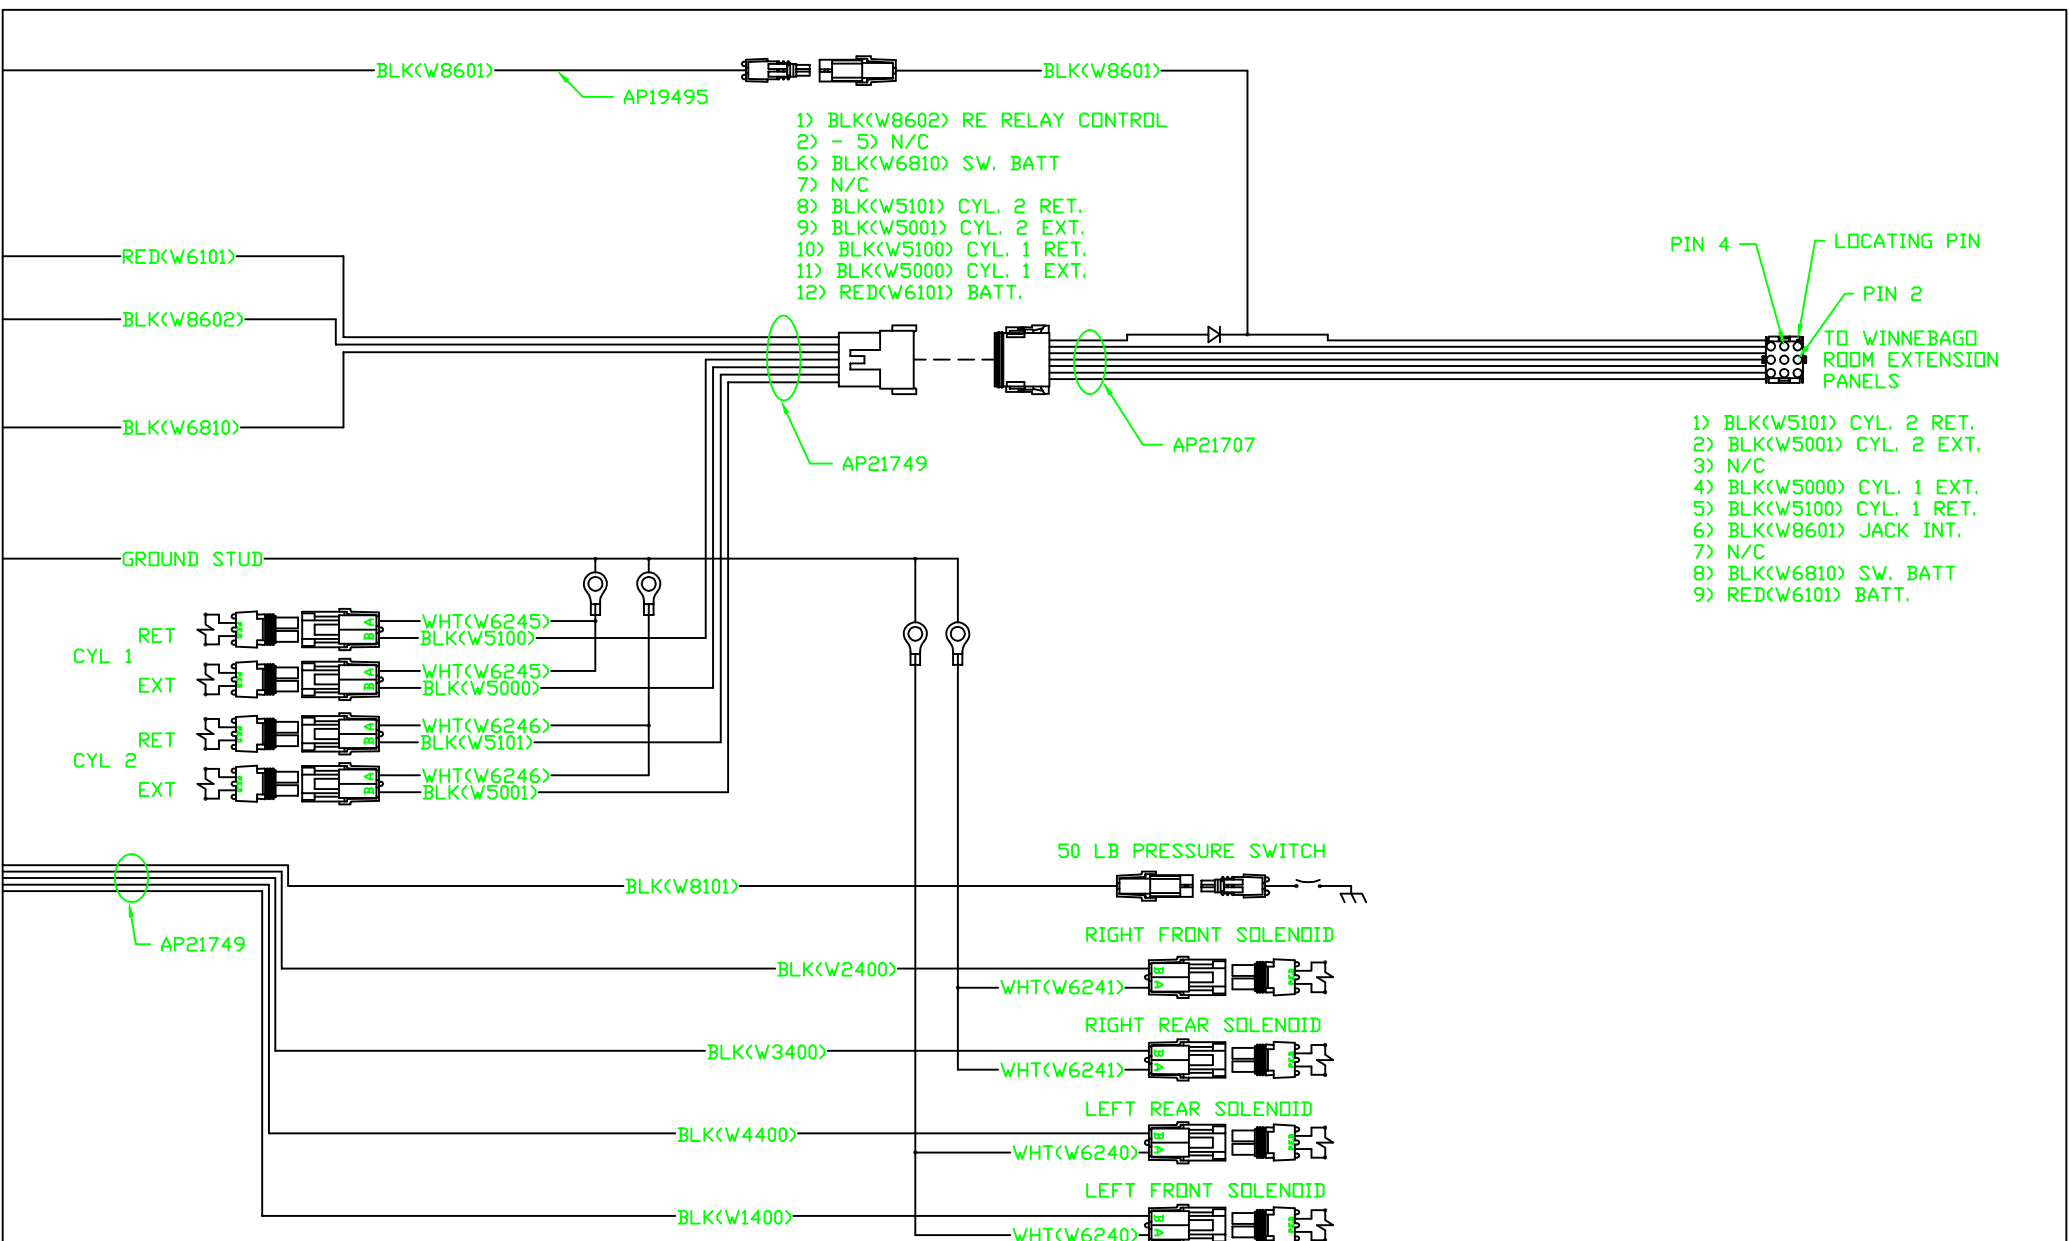 BLK(W8601)
BLK(W8601)
AP19495
1) BLK(W8602) RE RELAY CONTROL
2) - 5) N/C
6) BLK(W6810) SW. BATT
7) N/C
8) BLK(W5101) CYL. 2 RET.
9) BLK(W5001) CYL. 2 EXT.
10) BLK(W5100) CYL. 1 RET.
11) BLK(W5000) CYL. 1 EXT.
12) RED(W6101) BATT.
RED(W6101)
BLK(W8602)
BLK(W6810)
AP21749
AP21707
PIN 4
LOCATING PIN
PIN 2
TO WINNEBAGO
ROOM EXTENSION
PANELS
1) BLK(W5101) CYL. 2 RET.
2) BLK(W5001) CYL. 2 EXT.
3) N/C
4) BLK(W5000) CYL. 1 EXT.
5) BLK(W5100) CYL. 1 RET.
6) BLK(W8601) JACK INT.
7) N/C
8) BLK(W6810) SW. BATT
9) RED(W6101) BATT.
GROUND STUD
CYL 1
RET
B A
WHT(W6245)
BLK(W5100)
EXT
B A
WHT(W6245)
BLK(W5000)
CYL 2
RET
B A
WHT(W6246)
BLK(W5101)
EXT
B A
WHT(W6246)
BLK(W5001)
AP21749
50 LB PRESSURE SWITCH
BLK(W8101)
RIGHT FRONT SOLENOID
BLK(W2400)
WHT(W6241)
B
A
RIGHT REAR SOLENOID
BLK(W3400)
WHT(W6241)
B
A
LEFT REAR SOLENOID
BLK(W4400)
WHT(W6240)
B
A
LEFT FRONT SOLENOID
BLK(W1400)
WHT(W6240)
B
A